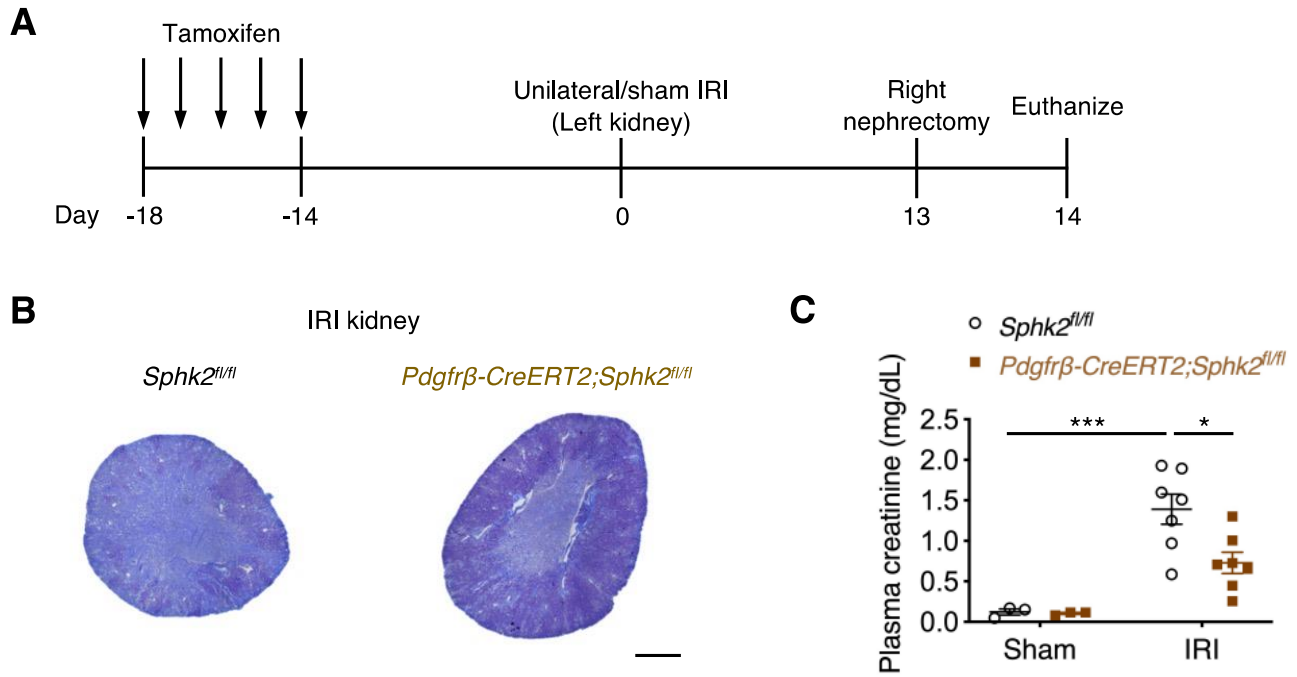 A
Tamoxifen
Unilateral/sham IRI
(Left kidney)
Right
nephrectomy
Euthanize
Day -18 -14 0 13 14
B
IRI kidney
Sphk2fl/fl
Pdgfrβ-CreERT2;Sphk2fl/fl
C
Sphk2fl/fl
Pdgfrβ-CreERT2;Sphk2fl/fl
Plasma creatinine (mg/dL)
2.5
2.0
1.5
1.0
0.5
0.0
***
*
Sham IRI